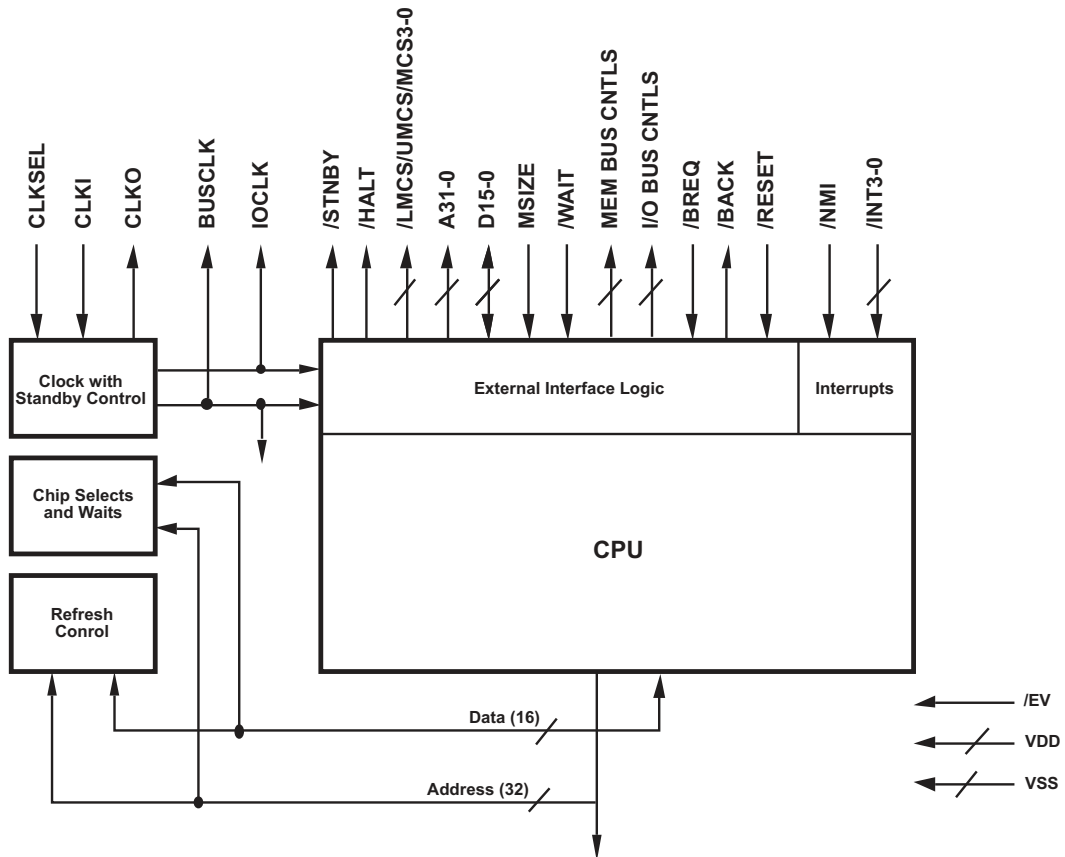 CLKSEL
CLKI
CLKO
BUSCLK
IOCLK
/STNBY
/HALT
/LMCS/UMCS/MCS3-0
A31-0
D15-0
MSIZE
/WAIT
MEM BUS CNTLS
I/O BUS CNTLS
/BREQ
/BACK
/RESET
/NMI
/INT3-0
Clock with
Standby Control
External Interface Logic
Interrupts
Chip Selects
and Waits
CPU
Refresh
Conrol
Data (16)
Address (32)
/EV
VDD
VSS